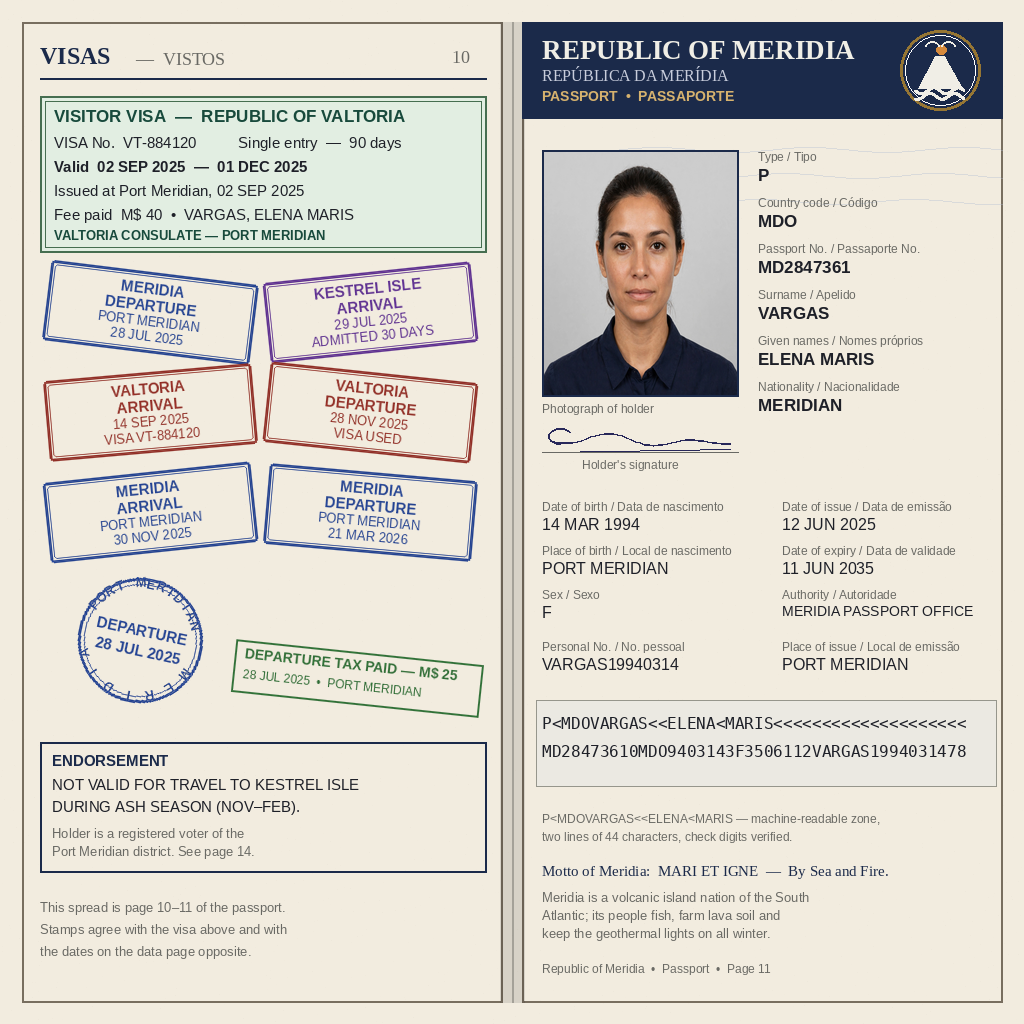 VISAS — VISTOS 10
VISITOR VISA — REPUBLIC OF VALTORIA
VISA No. VT-884120 Single entry — 90 days
Valid 02 SEP 2025 — 01 DEC 2025
Issued at Port Meridian, 02 SEP 2025
Fee paid M$ 40 • VARGAS, ELENA MARIS
VALTORIA CONSULATE — PORT MERIDIAN
MERIDIA
DEPARTURE
PORT MERIDIAN
28 JUL 2025
KESTREL ISLE
ARRIVAL
29 JUL 2025
ADMITTED 30 DAYS
VALTORIA
ARRIVAL
14 SEP 2025
VISA VT-884120
VALTORIA
DEPARTURE
28 NOV 2025
VISA USED
MERIDIA
ARRIVAL
PORT MERIDIAN
30 NOV 2025
MERIDIA
DEPARTURE
PORT MERIDIAN
21 MAR 2026
PORT MERIDIAN
DEPARTURE
28 JUL 2025
MERIDIA
DEPARTURE TAX PAID — M$ 25
28 JUL 2025 • PORT MERIDIAN
ENDORSEMENT
NOT VALID FOR TRAVEL TO KESTREL ISLE
DURING ASH SEASON (NOV–FEB).
Holder is a registered voter of the
Port Meridian district. See page 14.
This spread is page 10–11 of the passport.
Stamps agree with the visa above and with
the dates on the data page opposite.
REPUBLIC OF MERIDIA
REPÚBLICA DA MERÍDIA
PASSPORT • PASSAPORTE
Type / Tipo
P
Country code / Código
MDO
Passport No. / Passaporte No.
MD2847361
Surname / Apelido
VARGAS
Given names / Nomes próprios
ELENA MARIS
Nationality / Nacionalidade
MERIDIAN
Photograph of holder
Holder's signature
Date of birth / Data de nascimento
14 MAR 1994
Place of birth / Local de nascimento
PORT MERIDIAN
Sex / Sexo
F
Personal No. / No. pessoal
VARGAS19940314
Date of issue / Data de emissão
12 JUN 2025
Date of expiry / Data de validade
11 JUN 2035
Authority / Autoridade
MERIDIA PASSPORT OFFICE
Place of issue / Local de emissão
PORT MERIDIAN
P<MDOVARGAS<<ELENA<MARIS<<<<<<<<<<<<<<<<<<<<
MD28473610MDO9403143F3506112VARGAS1994031478
P<MDOVARGAS<<ELENA<MARIS — machine-readable zone,
two lines of 44 characters, check digits verified.
Motto of Meridia: MARI ET IGNE — By Sea and Fire.
Meridia is a volcanic island nation of the South
Atlantic; its people fish, farm lava soil and
keep the geothermal lights on all winter.
Republic of Meridia • Passport • Page 11